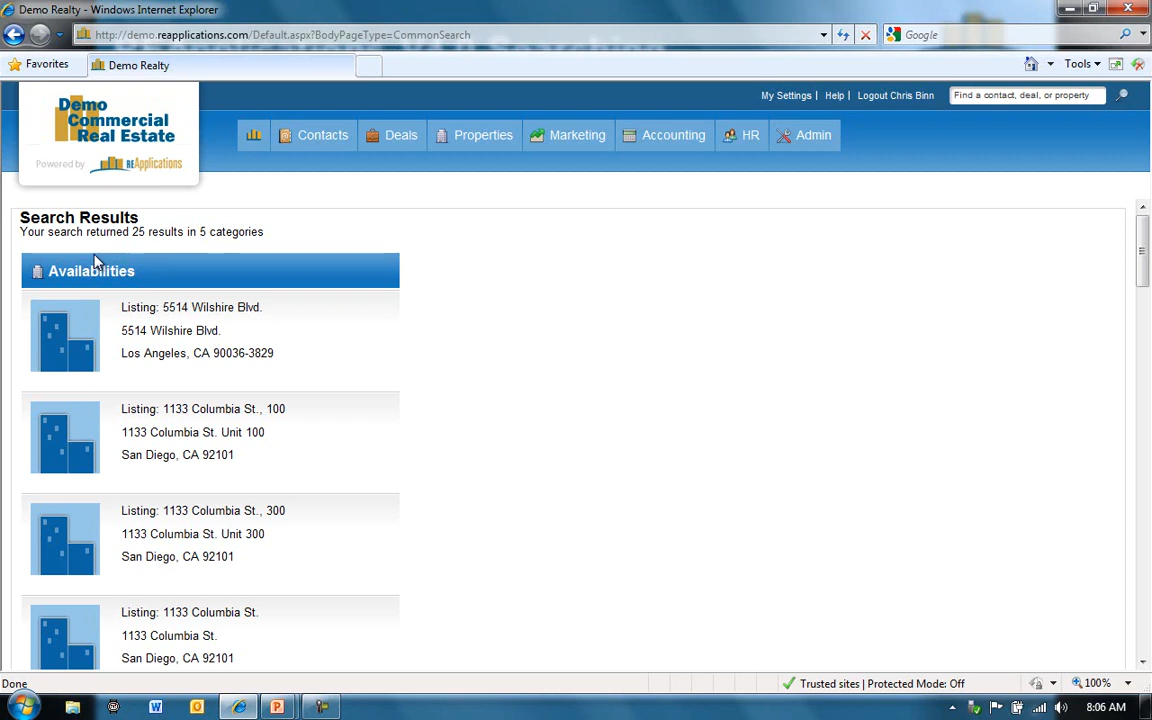 Demo Realty - Windows Internet Explorer
http://demo.reapplications.com/Default.aspx?BodyPageType=CommonSearch
Google
Favorites
Demo Realty
Tools
My Settings | Help | Logout Chris Binn
Find a contact, deal, or property
Demo
Commercial
Real Estate
Powered by REApplications
Contacts
Deals
Properties
Marketing
Accounting
HR
Admin
Search Results
Your search returned 25 results in 5 categories
Availabilities
Listing: 5514 Wilshire Blvd.
5514 Wilshire Blvd.
Los Angeles, CA 90036-3829
Listing: 1133 Columbia St., 100
1133 Columbia St. Unit 100
San Diego, CA 92101
Listing: 1133 Columbia St., 300
1133 Columbia St. Unit 300
San Diego, CA 92101
Listing: 1133 Columbia St.
1133 Columbia St.
San Diego, CA 92101
Done
Trusted sites | Protected Mode: Off
100%
8:06 AM